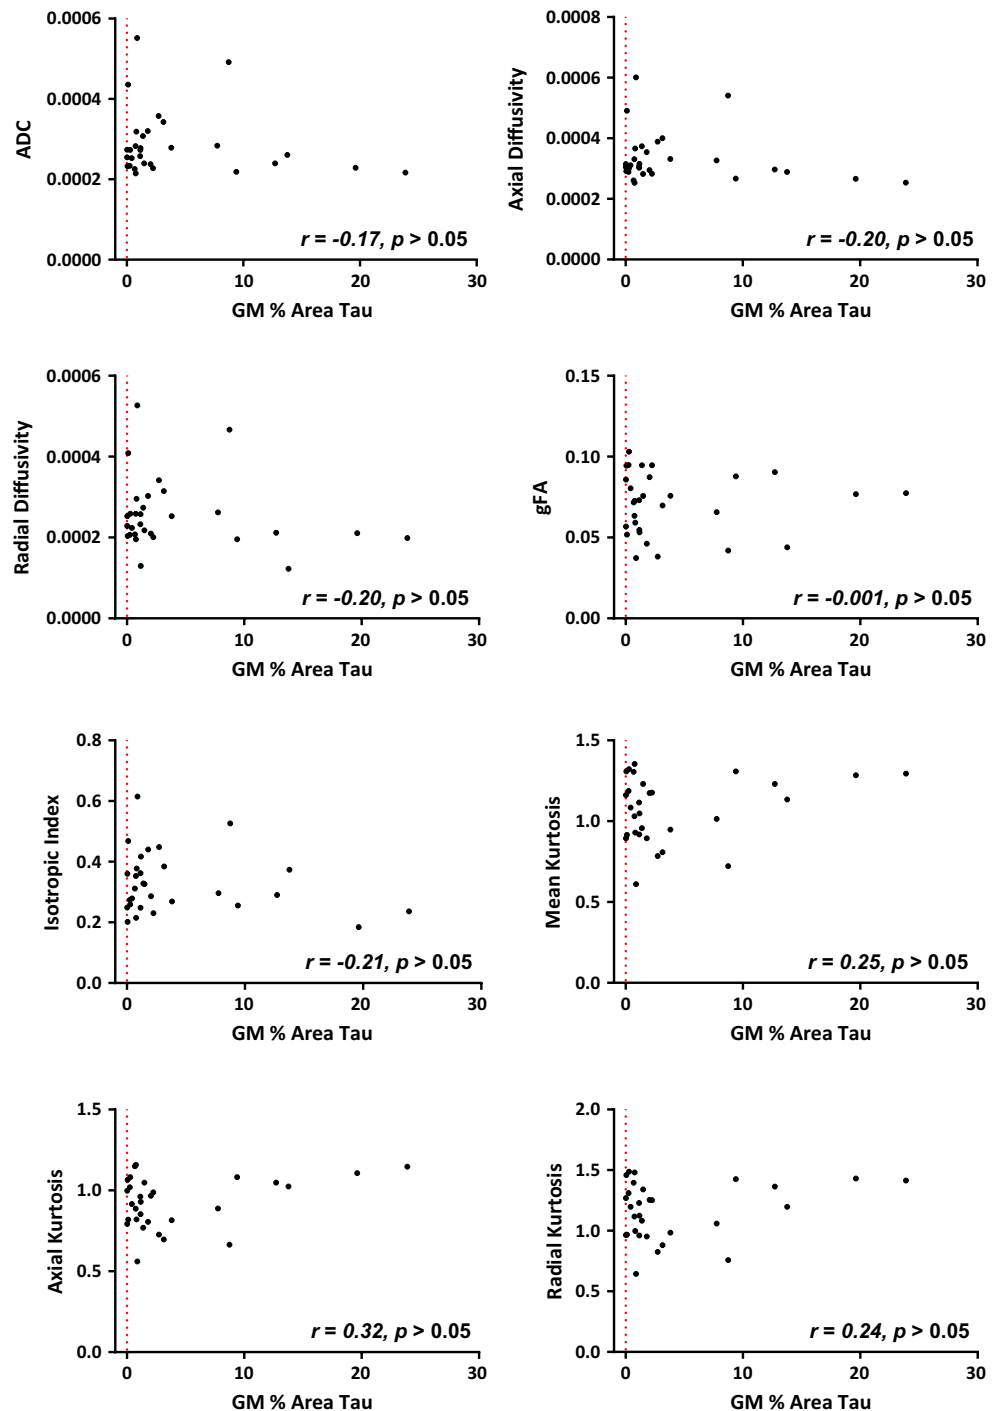 0.0006
0.0004
0.0002
0.0000
ADC
r = -0.17, p > 0.05
0 10 20 30
GM % Area Tau
0.0008
0.0006
0.0004
0.0002
0.0000
Axial Diffusivity
r = -0.20, p > 0.05
0 10 20 30
GM % Area Tau
0.0006
0.0004
0.0002
0.0000
Radial Diffusivity
r = -0.20, p > 0.05
0 10 20 30
GM % Area Tau
0.15
0.10
0.05
0.00
gFA
r = -0.001, p > 0.05
0 10 20 30
GM % Area Tau
0.8
0.6
0.4
0.2
0.0
Isotropic Index
r = -0.21, p > 0.05
0 10 20 30
GM % Area Tau
1.5
1.0
0.5
0.0
Mean Kurtosis
r = 0.25, p > 0.05
0 10 20 30
GM % Area Tau
1.5
1.0
0.5
0.0
Axial Kurtosis
r = 0.32, p > 0.05
0 10 20 30
GM % Area Tau
2.0
1.5
1.0
0.5
0.0
Radial Kurtosis
r = 0.24, p > 0.05
0 10 20 30
GM % Area Tau